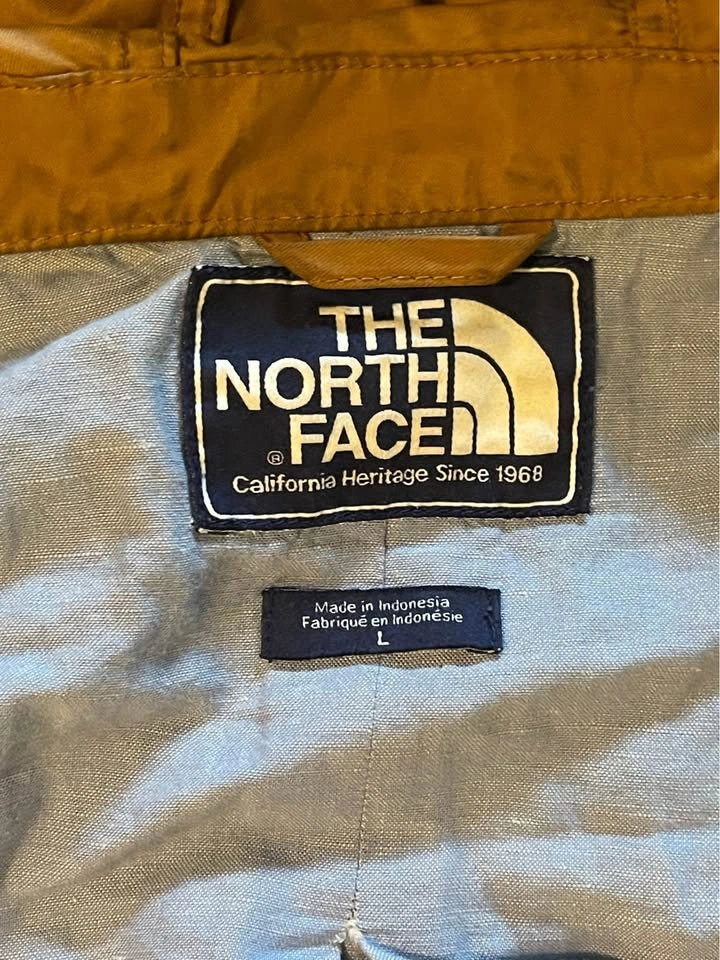 THE
NORTH
FACE
®
California Heritage Since 1968
Made in Indonesia
Fabriqué en Indonésie
L